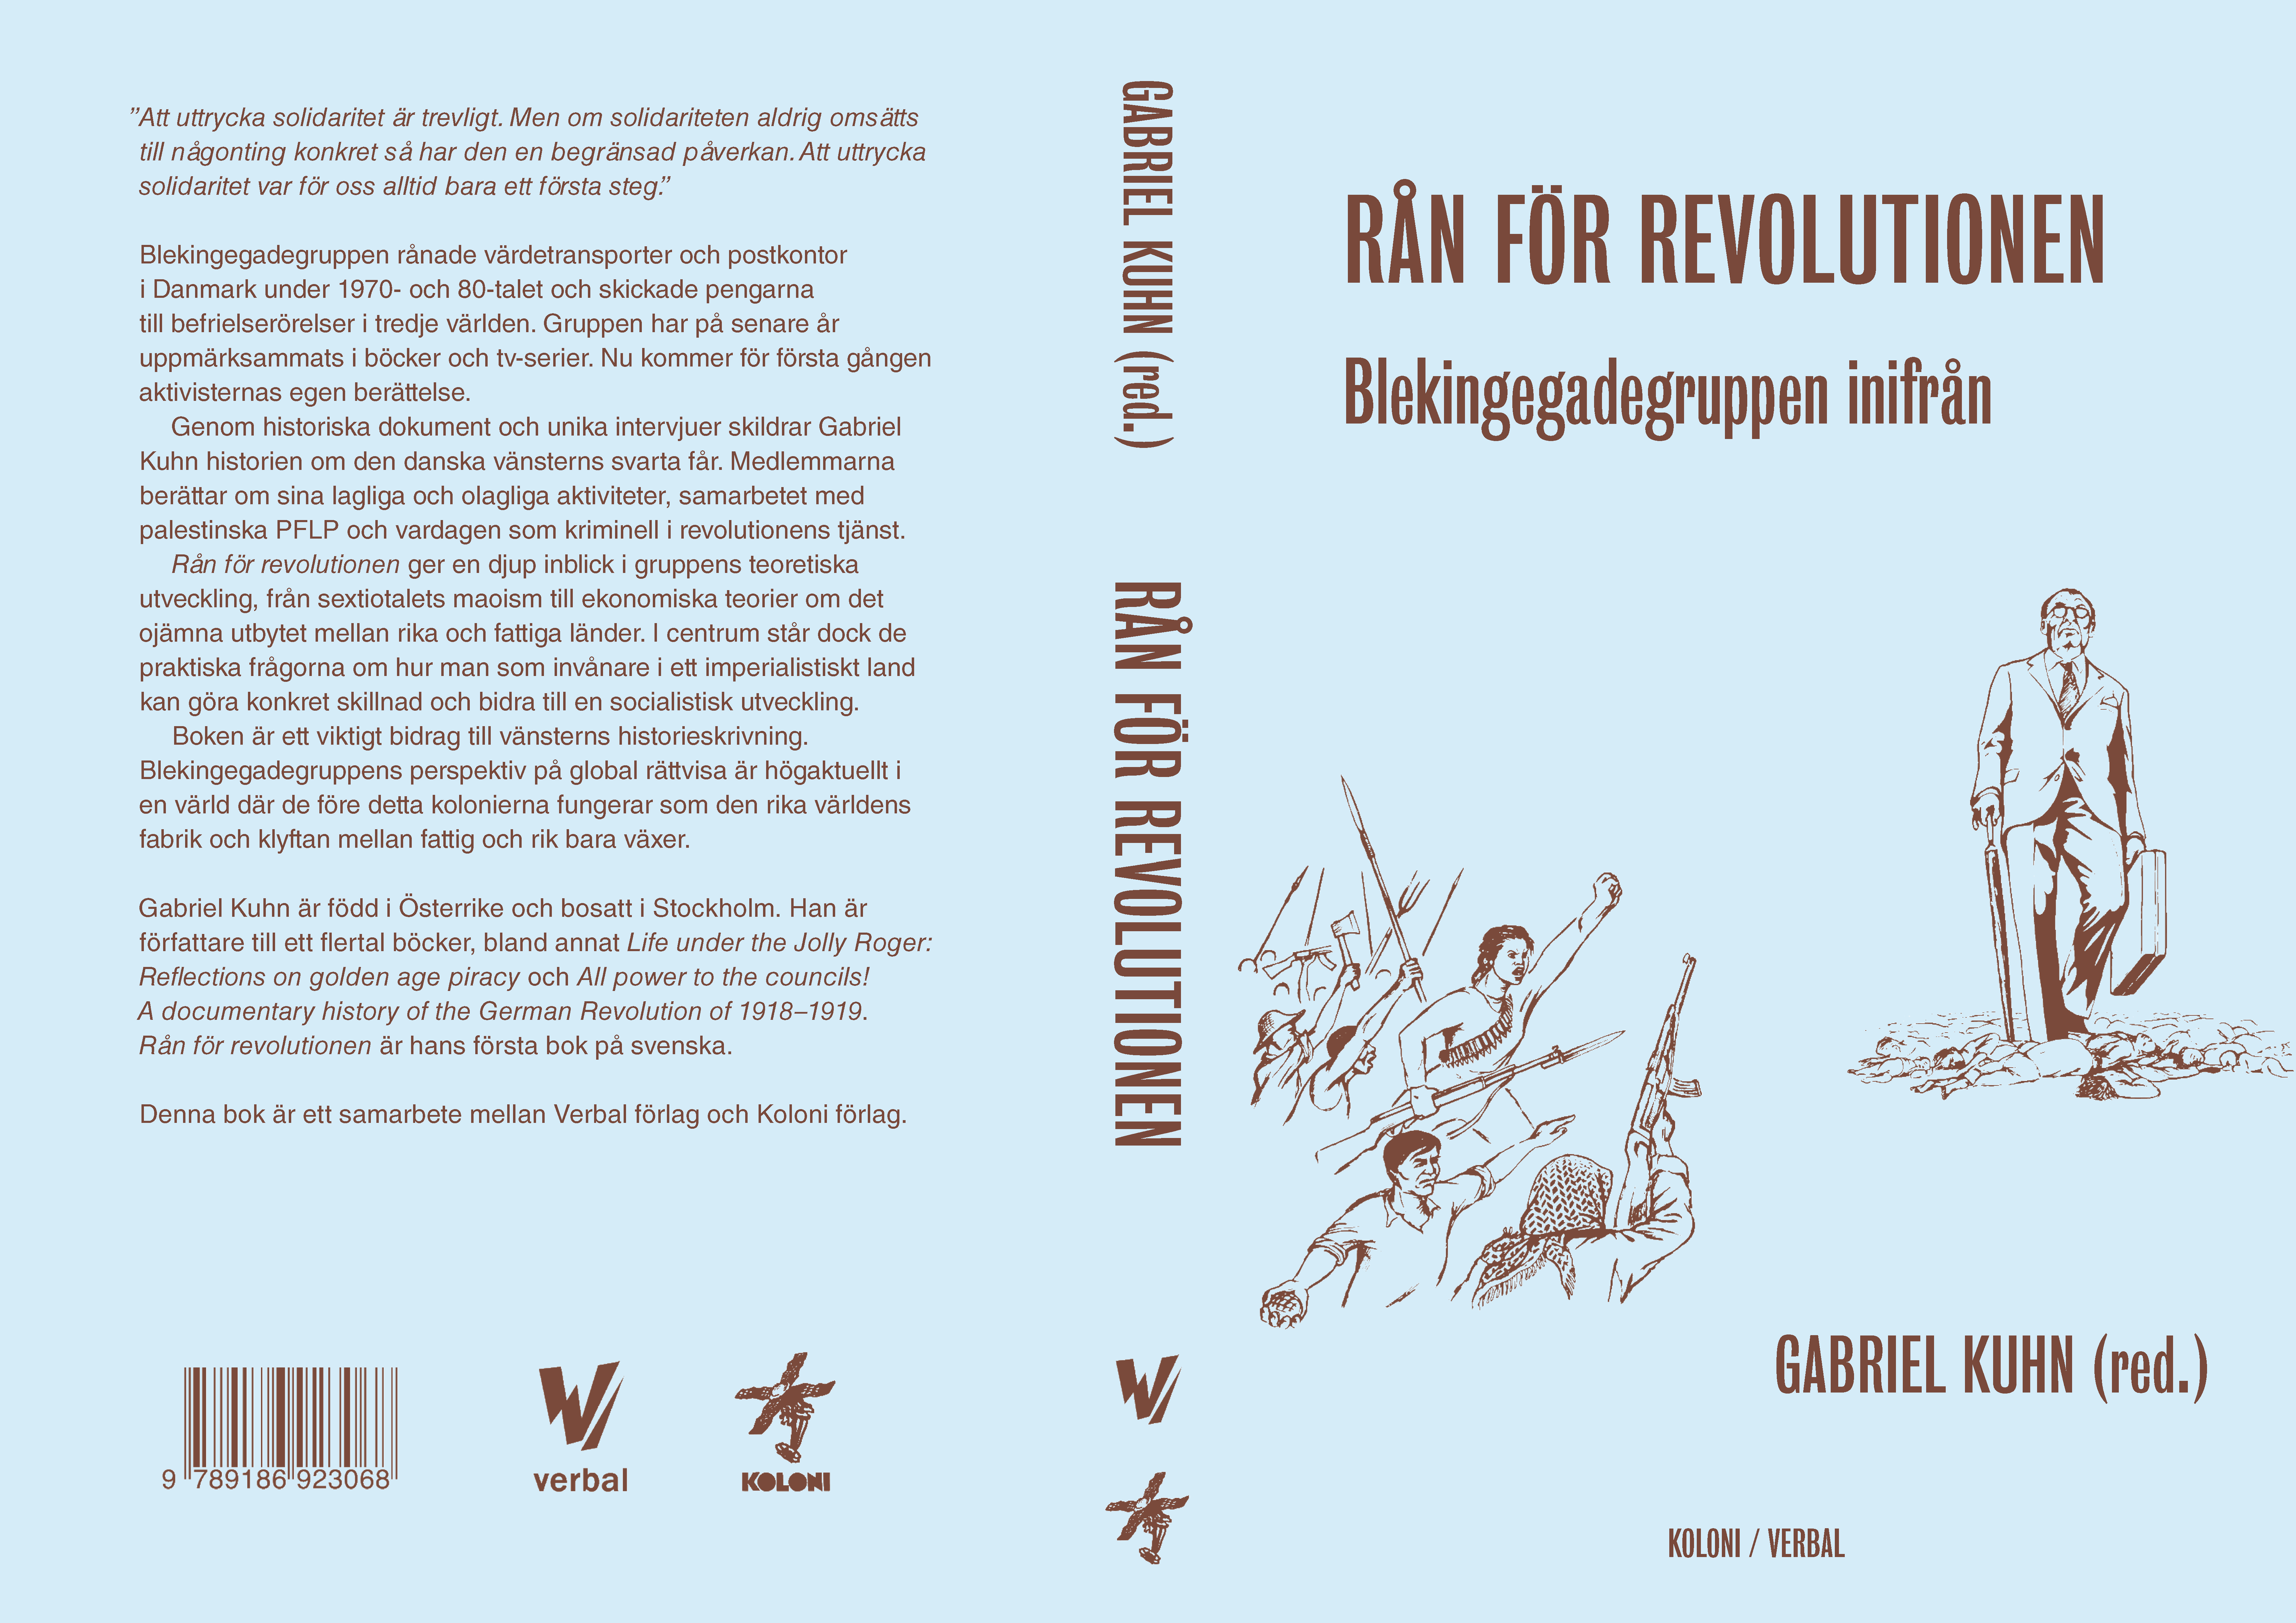 ”Att uttrycka solidaritet är trevligt. Men om solidariteten aldrig omsätts
till någonting konkret så har den en begränsad påverkan. Att uttrycka
solidaritet var för oss alltid bara ett första steg.”
Blekingegadegruppen rånade värdetransporter och postkontor
i Danmark under 1970- och 80-talet och skickade pengarna
till befrielserörelser i tredje världen. Gruppen har på senare år
uppmärksammats i böcker och tv-serier. Nu kommer för första gången
aktivisternas egen berättelse.
Genom historiska dokument och unika intervjuer skildrar Gabriel
Kuhn historien om den danska vänsterns svarta får. Medlemmarna
berättar om sina lagliga och olagliga aktiviteter, samarbetet med
palestinska PFLP och vardagen som kriminell i revolutionens tjänst.
Rån för revolutionen ger en djup inblick i gruppens teoretiska
utveckling, från sextiotalets maoism till ekonomiska teorier om det
ojämna utbytet mellan rika och fattiga länder. I centrum står dock de
praktiska frågorna om hur man som invånare i ett imperialistiskt land
kan göra konkret skillnad och bidra till en socialistisk utveckling.
Boken är ett viktigt bidrag till vänsterns historieskrivning.
Blekingegadegruppens perspektiv på global rättvisa är högaktuellt i
en värld där de före detta kolonierna fungerar som den rika världens
fabrik och klyftan mellan fattig och rik bara växer.
Gabriel Kuhn är född i Österrike och bosatt i Stockholm. Han är
författare till ett flertal böcker, bland annat Life under the Jolly Roger:
Reflections on golden age piracy och All power to the councils!
A documentary history of the German Revolution of 1918–1919.
Rån för revolutionen är hans första bok på svenska.
Denna bok är ett samarbete mellan Verbal förlag och Koloni förlag.
9 789186 923068
verbal
KOLONI
GABRIEL KUHN (red.)
RÅN FÖR REVOLUTIONEN
RÅN FÖR REVOLUTIONEN
Blekingegadegruppen inifrån
GABRIEL KUHN (red.)
KOLONI / VERBAL